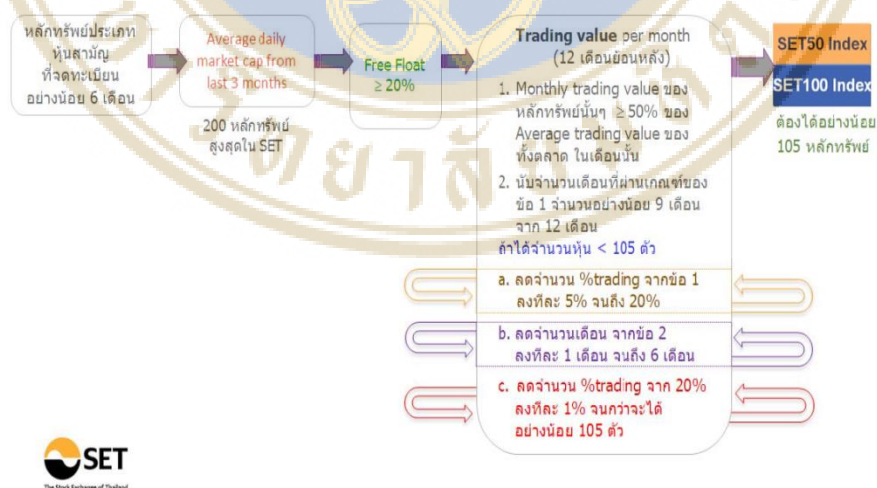 หลักทรัพย์ประเภท
หุ้นสามัญ
ที่จดทะเบียน
อย่างน้อย 6 เดือน
Average daily
market cap from
last 3 months
200 หลักทรัพย์
สูงสุดใน SET
Free Float
≥ 20%
Trading value per month
(12 เดือนย้อนหลัง)
1. Monthly trading value ของ
หลักทรัพย์นั้นๆ ≥ 50% ของ
Average trading value ของ
ทั้งตลาด ในเดือนนั้น
2. นับจำนวนเดือนที่ผ่านเกณฑ์ของ
ข้อ 1 จำนวนอย่างน้อย 9 เดือน
จาก 12 เดือน
ถ้าได้จำนวนหุ้น < 105 ตัว
a. ลดจำนวน %trading จากข้อ 1
ลงทีละ 5% จนถึง 20%
b. ลดจำนวนเดือน จากข้อ 2
ลงทีละ 1 เดือน จนถึง 6 เดือน
c. ลดจำนวน %trading จาก 20%
ลงทีละ 1% จนกว่าจะได้
อย่างน้อย 105 ตัว
SET50 Index
SET100 Index
ต้องได้อย่างน้อย
105 หลักทรัพย์
วิทยาลัย
SET
The Stock Exchange of Thailand